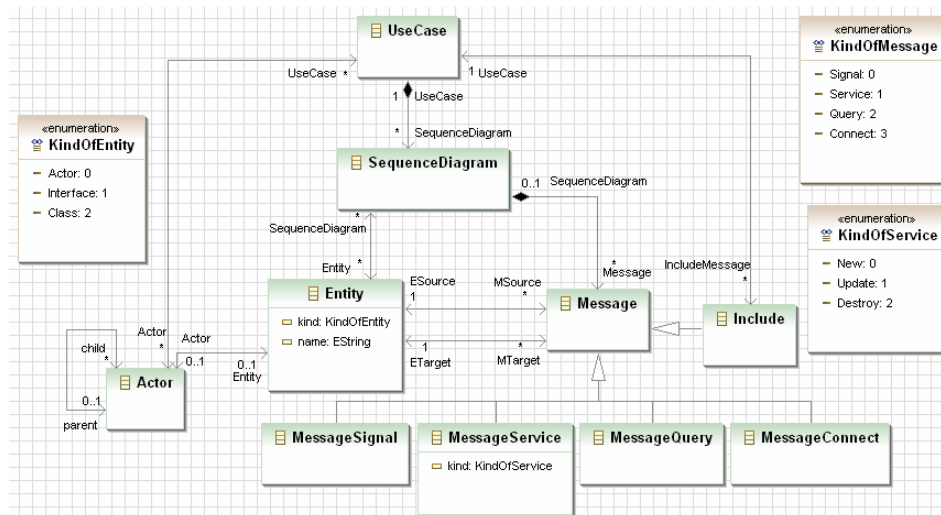 UseCase
«enumeration»
KindOfMessage
Signal: 0
Service: 1
Query: 2
Connect: 3
UseCase *
1 UseCase
1 UseCase
«enumeration»
KindOfEntity
Actor: 0
Interface: 1
Class: 2
* SequenceDiagram
SequenceDiagram
0..1 SequenceDiagram
«enumeration»
KindOfService
New: 0
Update: 1
Destroy: 2
*
SequenceDiagram
Entity *
*
Message
IncludeMessage
*
Entity
kind: KindOfEntity
name: EString
ESource
1
MSource
*
Message
Include
ETarget
1
MTarget
*
child
*
Actor
*
Actor
0..1
0..1
Entity
Actor
0..1
parent
MessageSignal
MessageService
kind: KindOfService
MessageQuery
MessageConnect